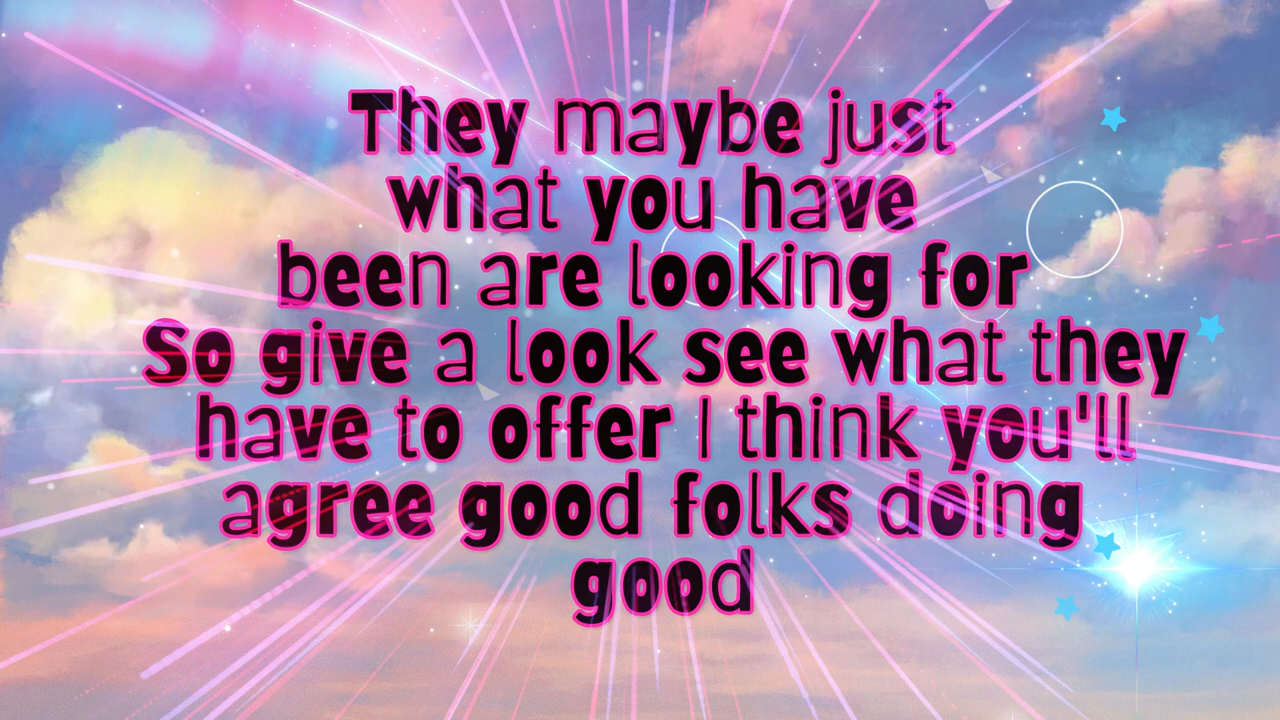 They maybe just
what you have
been are looking for
So give a look see what they
have to offer I think you'll
agree good folks doing
good